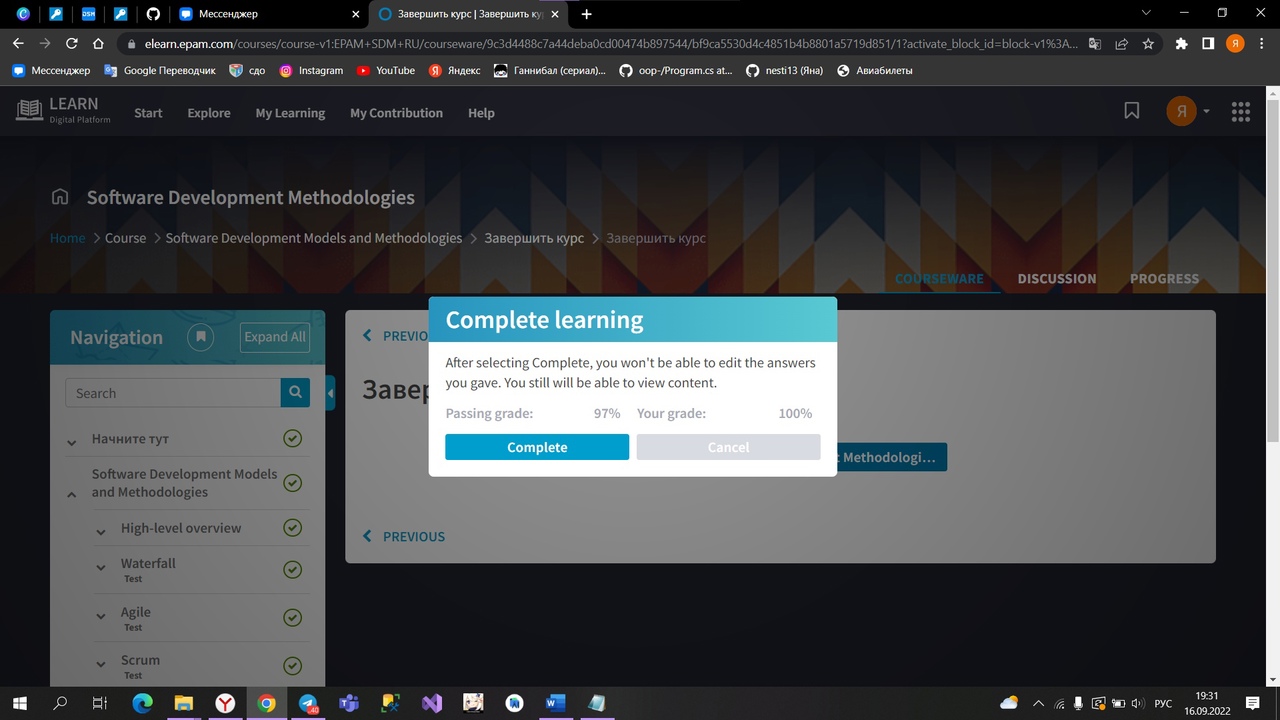 Мессенджер
Завершить курс | Завершить кур
elearn.epam.com/courses/course-v1:EPAM+SDM+RU/courseware/9c3d4488c7a44deba0cd00474b897544/bf9ca5530d4c4851b4b8801a5719d851/1?activate_block_id=block-v1%3A...
Я
Мессенджер
Google Переводчик
сдо
Instagram
YouTube
Яндекс
Ганнибал (сериал)...
oop-/Program.cs at...
nesti13 (Яна)
Авиабилеты
LEARN
Digital Platform
Start
Explore
My Learning
My Contribution
Help
Я
Software Development Methodologies
Home > Course > Software Development Models and Methodologies > Завершить курс > Завершить курс
COURSEWARE
DISCUSSION
PROGRESS
Navigation
Expand All
Search
Начните тут
Software Development Models
and Methodologies
High-level overview
Waterfall
Test
Agile
Test
Scrum
Test
PREVIO
Завер
Complete learning
After selecting Complete, you won't be able to edit the answers
you gave. You still will be able to view content.
Passing grade: 97% Your grade: 100%
Complete
Cancel
t Methodologi...
PREVIOUS
РУС
19:31
16.09.2022